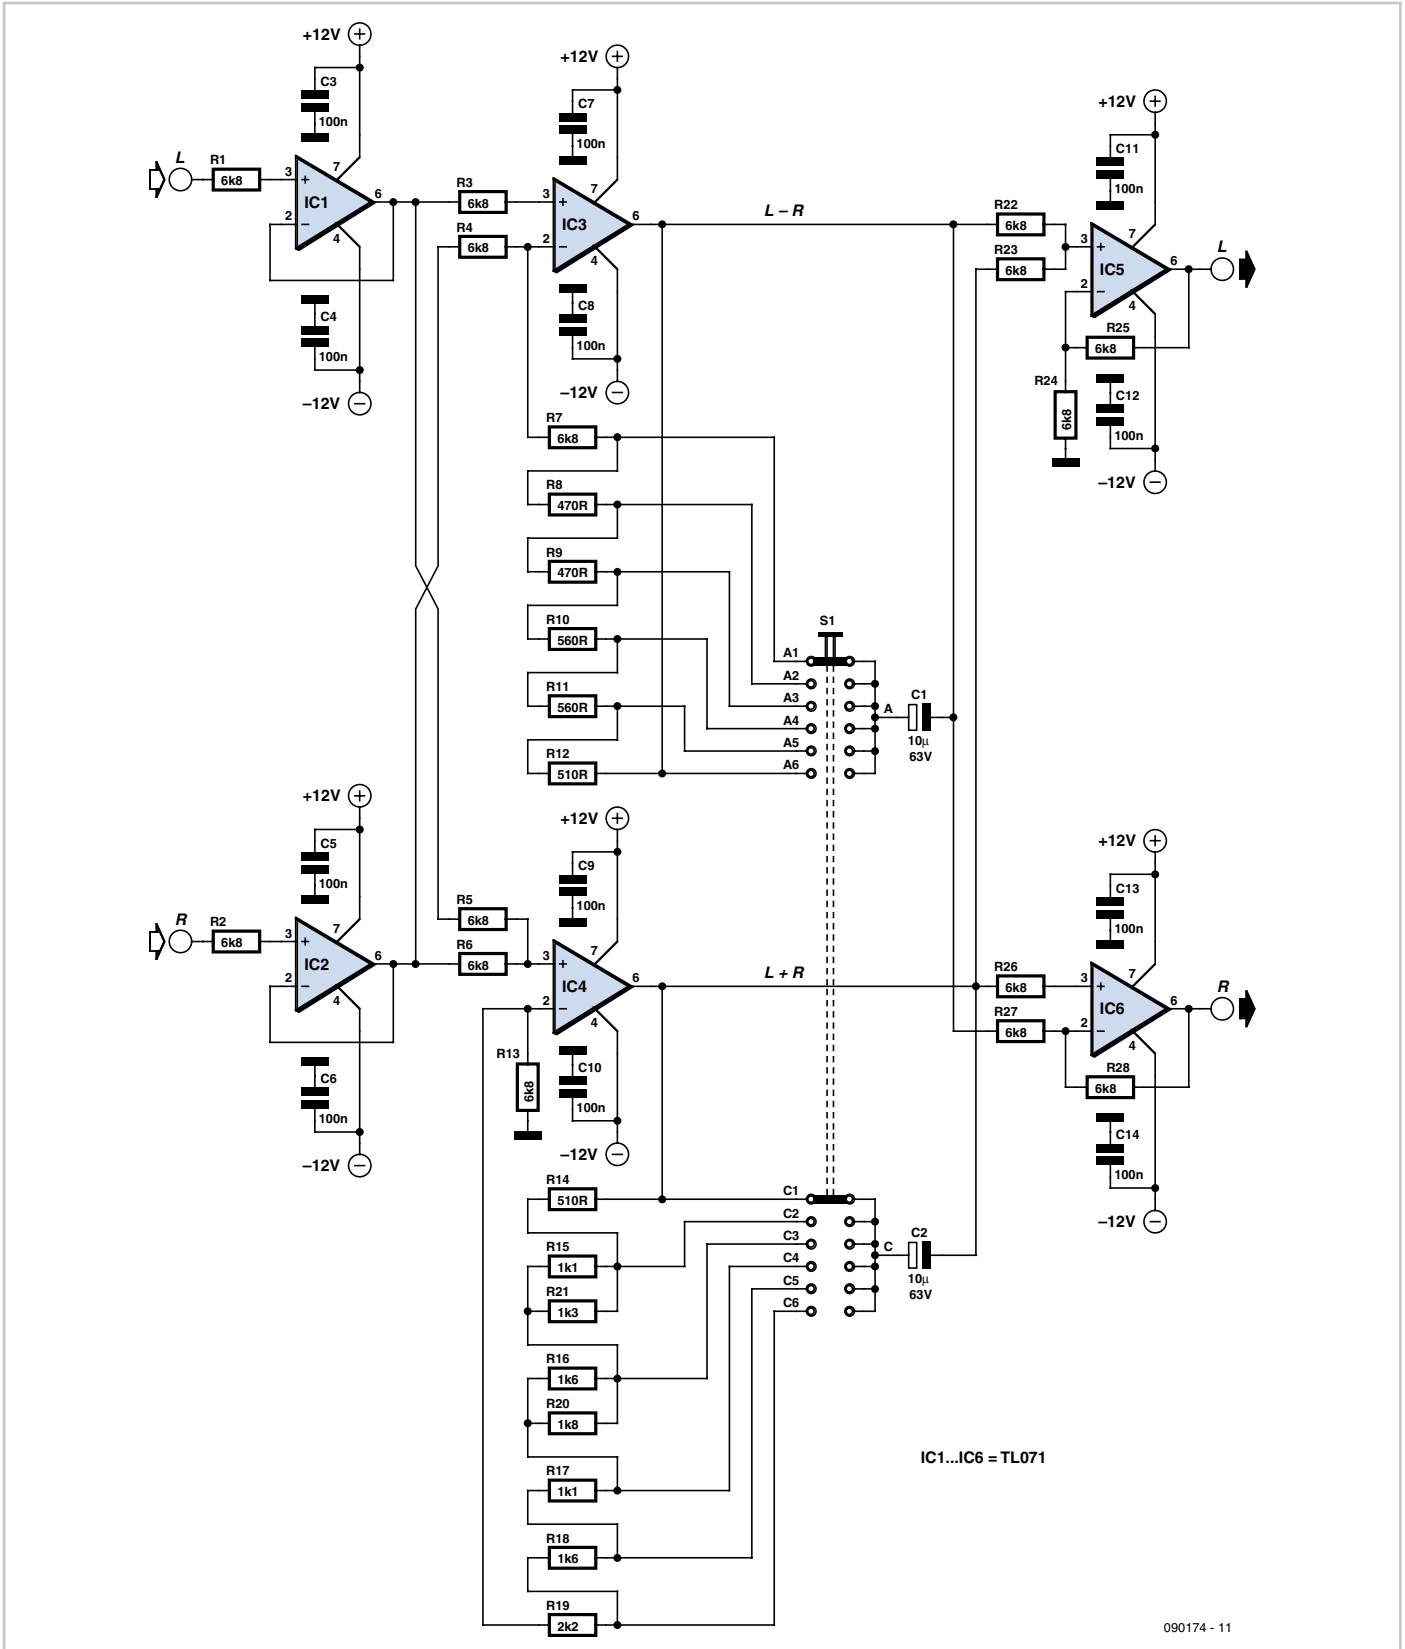 +12V
C3
100n
L
R1
6k8
3
+
7
IC1
6
2
–
4
C4
100n
–12V
+12V
C7
100n
R3
6k8
R4
6k8
3
+
7
IC3
6
2
–
4
C8
100n
–12V
L – R
+12V
C11
100n
R22
6k8
R23
6k8
3
+
7
IC5
6
2
–
4
L
R25
6k8
R24
6k8
C12
100n
–12V
R7
6k8
R8
470R
R9
470R
R10
560R
R11
560R
R12
510R
S1
A1
A2
A3
A4
A5
A6
A
C1
10µ
63V
+12V
C5
100n
R
R2
6k8
3
+
7
IC2
6
2
–
4
C6
100n
–12V
+12V
C9
100n
R5
6k8
R6
6k8
3
+
7
IC4
6
2
–
4
R13
6k8
C10
100n
–12V
L + R
+12V
C13
100n
R26
6k8
R27
6k8
3
+
7
IC6
6
2
–
4
R
R28
6k8
C14
100n
–12V
R14
510R
R15
1k1
R21
1k3
R16
1k6
R20
1k8
R17
1k1
R18
1k6
R19
2k2
C1
C2
C3
C4
C5
C6
C
C2
10µ
63V
IC1...IC6 = TL071
090174 - 11